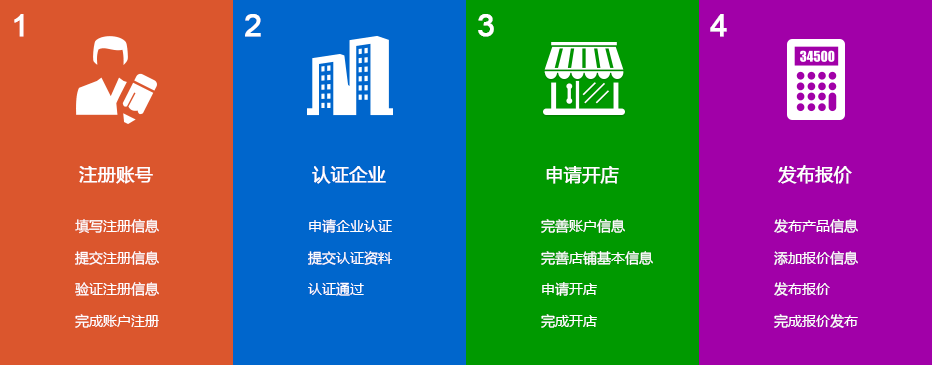 1
注册账号
填写注册信息
提交注册信息
验证注册信息
完成账户注册
2
认证企业
申请企业认证
提交认证资料
认证通过
3
申请开店
完善账户信息
完善店铺基本信息
申请开店
完成开店
4
34500
发布报价
发布产品信息
添加报价信息
发布报价
完成报价发布